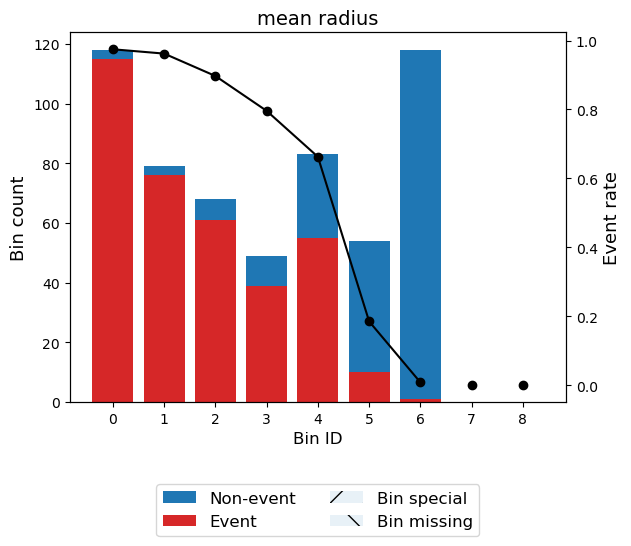 mean radius
120
100
80
60
40
20
0
Bin count
1.0
0.8
0.6
0.4
0.2
0.0
Event rate
0 1 2 3 4 5 6 7 8
Bin ID
Non-event Bin special
Event Bin missing